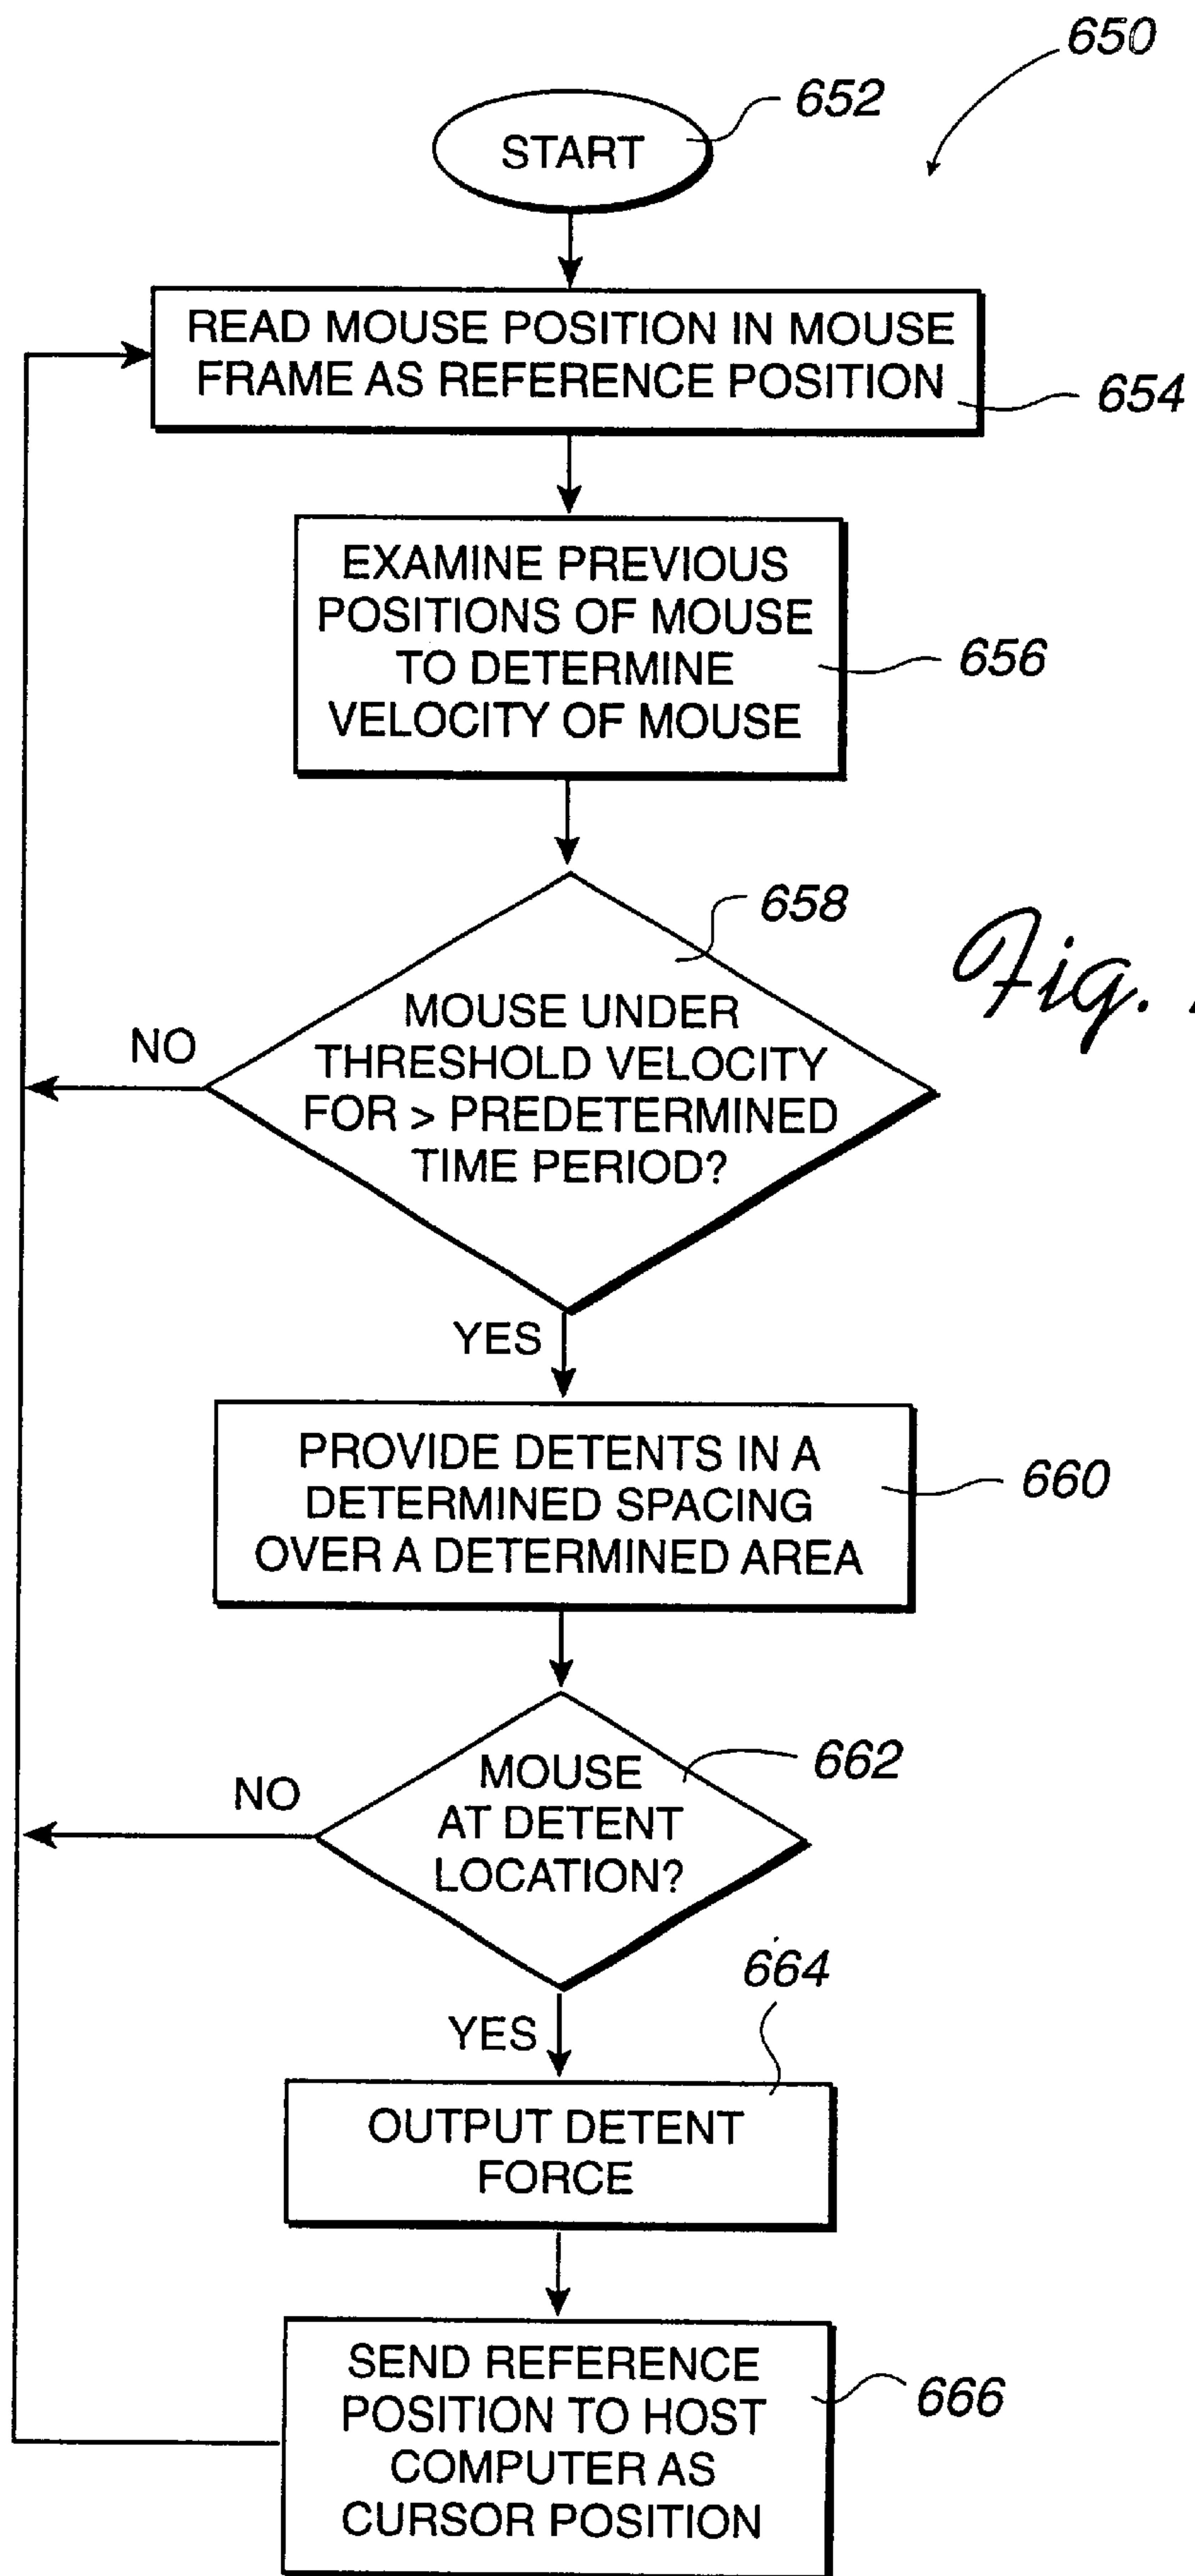 650
652
START
READ MOUSE POSITION IN MOUSE
FRAME AS REFERENCE POSITION
654
EXAMINE PREVIOUS
POSITIONS OF MOUSE
TO DETERMINE
VELOCITY OF MOUSE
656
658
Fig.
MOUSE UNDER
THRESHOLD VELOCITY
FOR > PREDETERMINED
TIME PERIOD?
NO
YES
PROVIDE DETENTS IN A
DETERMINED SPACING
OVER A DETERMINED AREA
660
MOUSE
AT DETENT
LOCATION?
662
NO
664
YES
OUTPUT DETENT
FORCE
SEND REFERENCE
POSITION TO HOST
COMPUTER AS
CURSOR POSITION
666